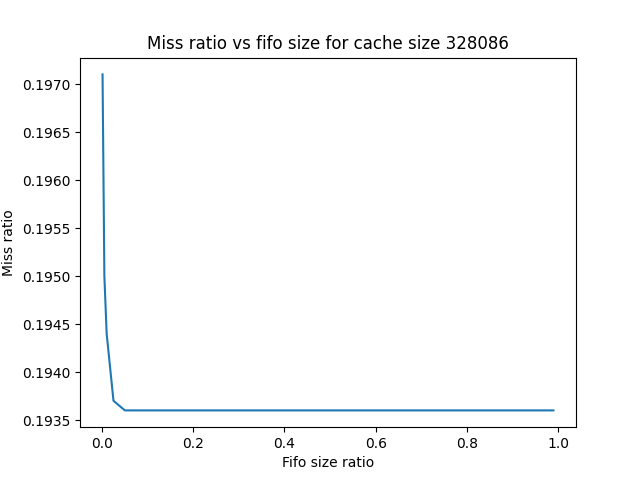 Miss ratio vs fifo size for cache size 328086
0.1970
0.1965
0.1960
0.1955
0.1950
0.1945
0.1940
0.1935
Miss ratio
0.0 0.2 0.4 0.6 0.8 1.0
Fifo size ratio